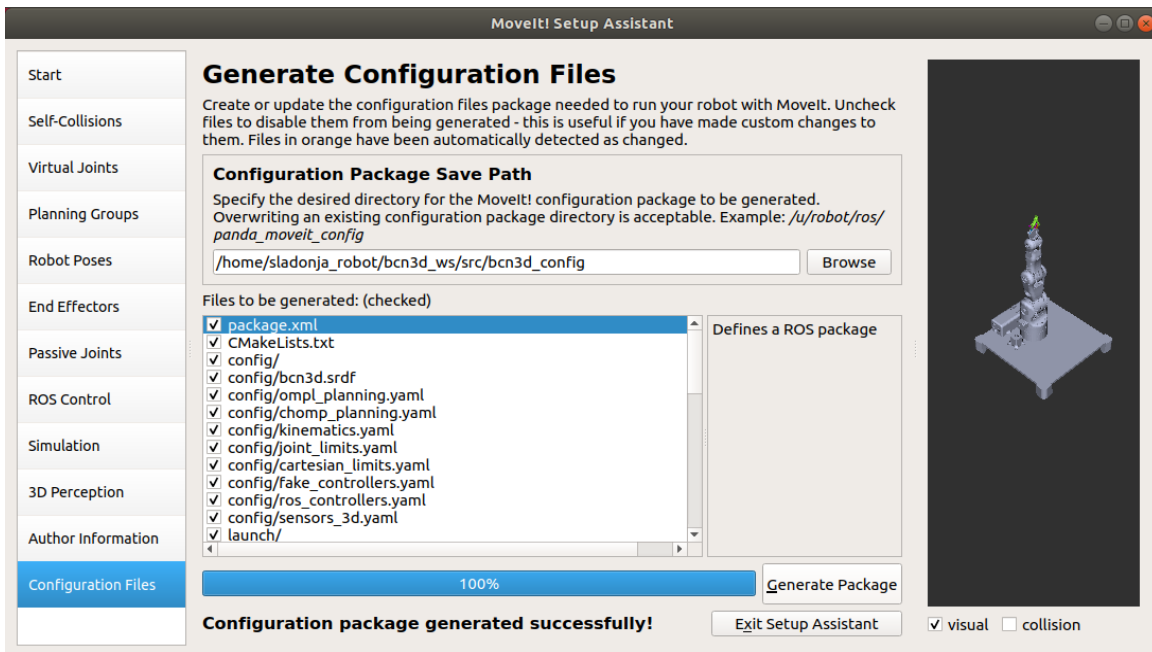 MoveIt! Setup Assistant
Start
Self-Collisions
Virtual Joints
Planning Groups
Robot Poses
End Effectors
Passive Joints
ROS Control
Simulation
3D Perception
Author Information
Configuration Files
Generate Configuration Files
Create or update the configuration files package needed to run your robot with MoveIt. Uncheck
files to disable them from being generated - this is useful if you have made custom changes to
them. Files in orange have been automatically detected as changed.
Configuration Package Save Path
Specify the desired directory for the MoveIt! configuration package to be generated.
Overwriting an existing configuration package directory is acceptable. Example: /u/robot/ros/
panda_moveit_config
/home/sladonja_robot/bcn3d_ws/src/bcn3d_config
Browse
Files to be generated: (checked)
package.xml
CMakeLists.txt
config/
config/bcn3d.srdf
config/ompl_planning.yaml
config/chomp_planning.yaml
config/kinematics.yaml
config/joint_limits.yaml
config/cartesian_limits.yaml
config/fake_controllers.yaml
config/ros_controllers.yaml
config/sensors_3d.yaml
launch/
Defines a ROS package
100%
Generate Package
Configuration package generated successfully!
Exit Setup Assistant
visual
collision